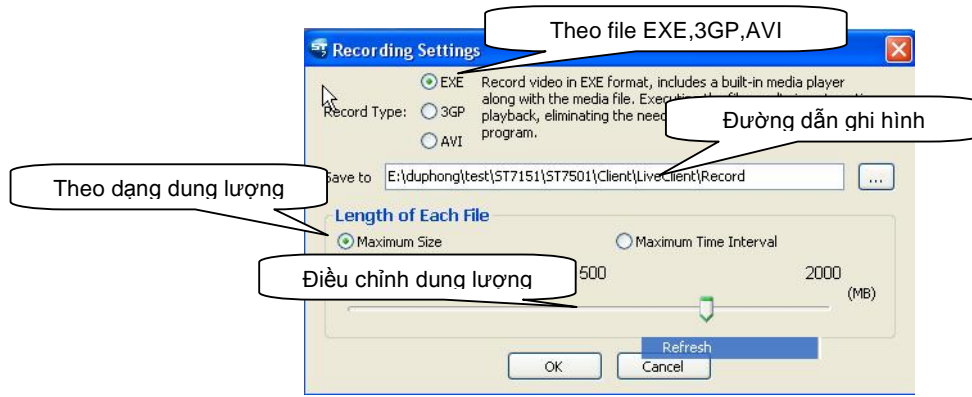 Theo file EXE,3GP,AVI
Recording Settings
EXE
Record Type:
3GP
AVI
Record video in EXE format, includes a built-in media player
along with the media file.
playback, eliminating the need
program.
Đường dẫn ghi hình
Save to
E:\duphong\test\ST7151\ST7501\Client\LiveClient\Record
...
Theo dạng dung lượng
Length of Each File
Maximum Size
Maximum Time Interval
Điều chỉnh dung lượng
500
2000
(MB)
Refresh
OK
Cancel